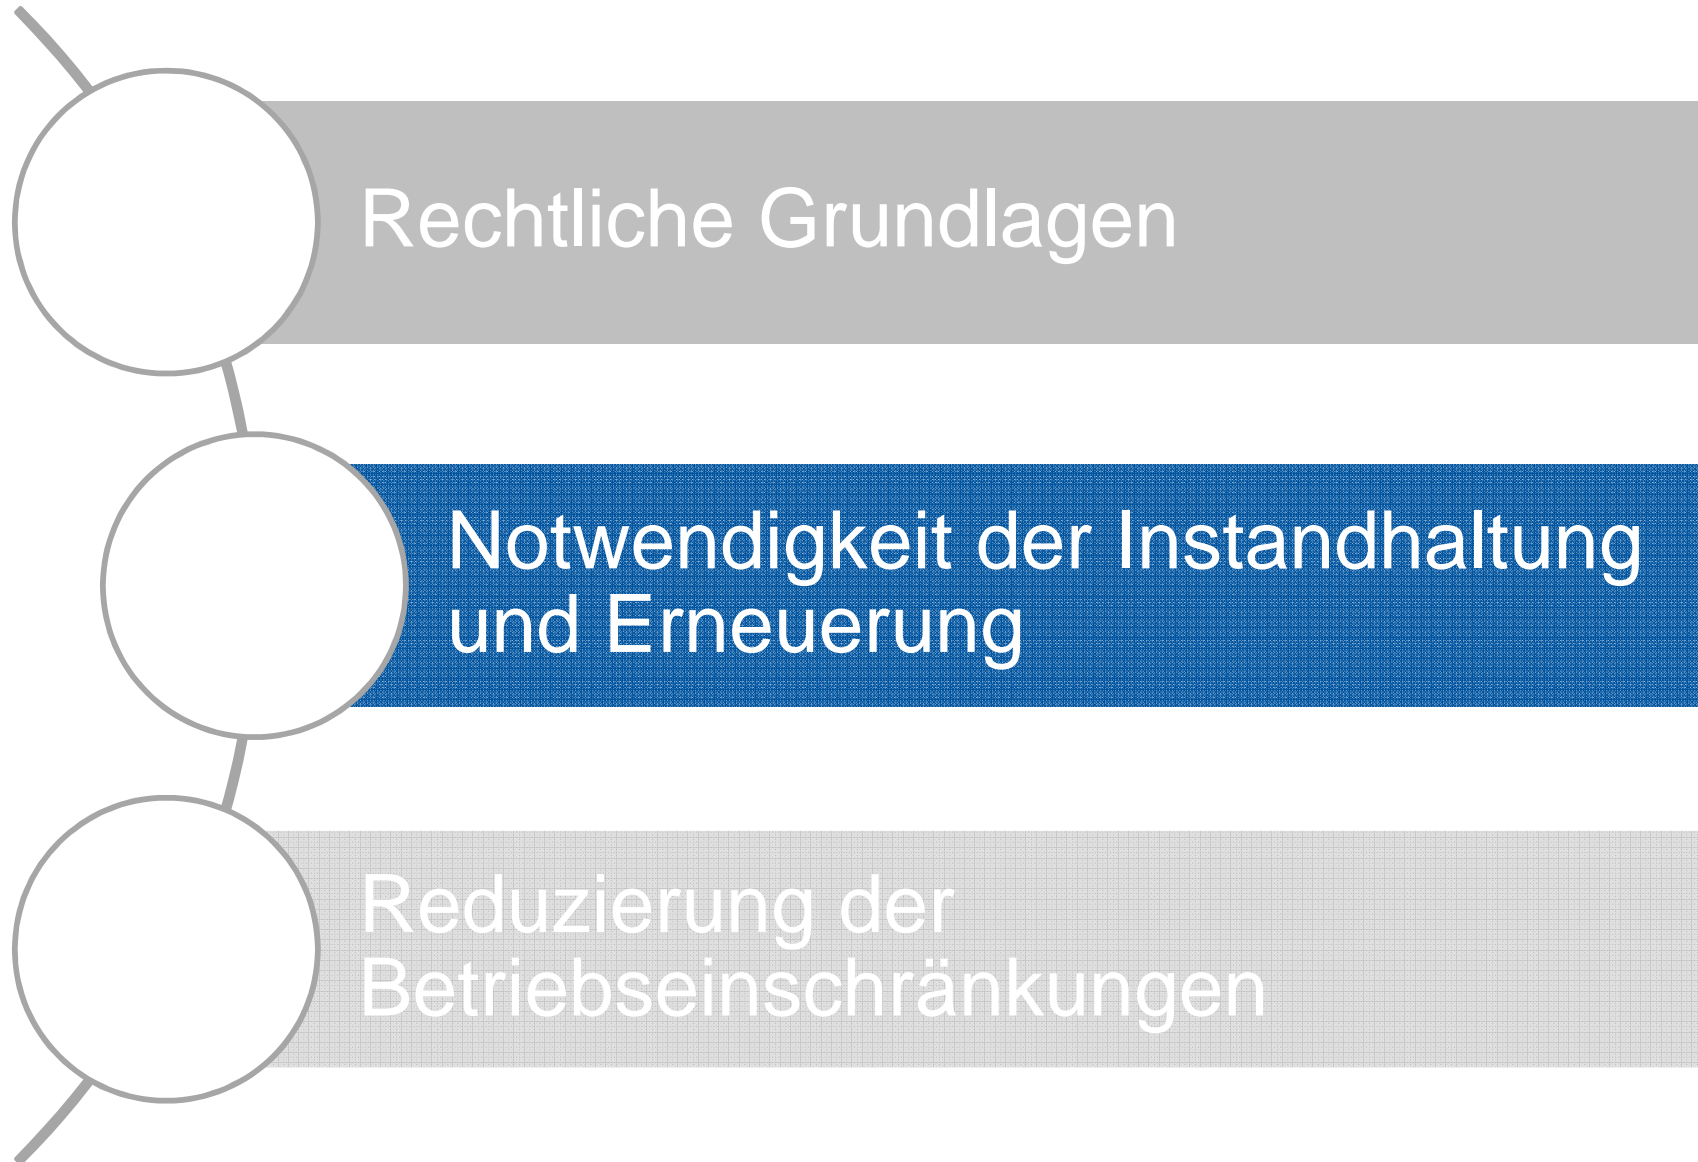 Rechtliche Grundlagen
Notwendigkeit der Instandhaltung
und Erneuerung
Reduzierung der
Betriebseinschränkungen